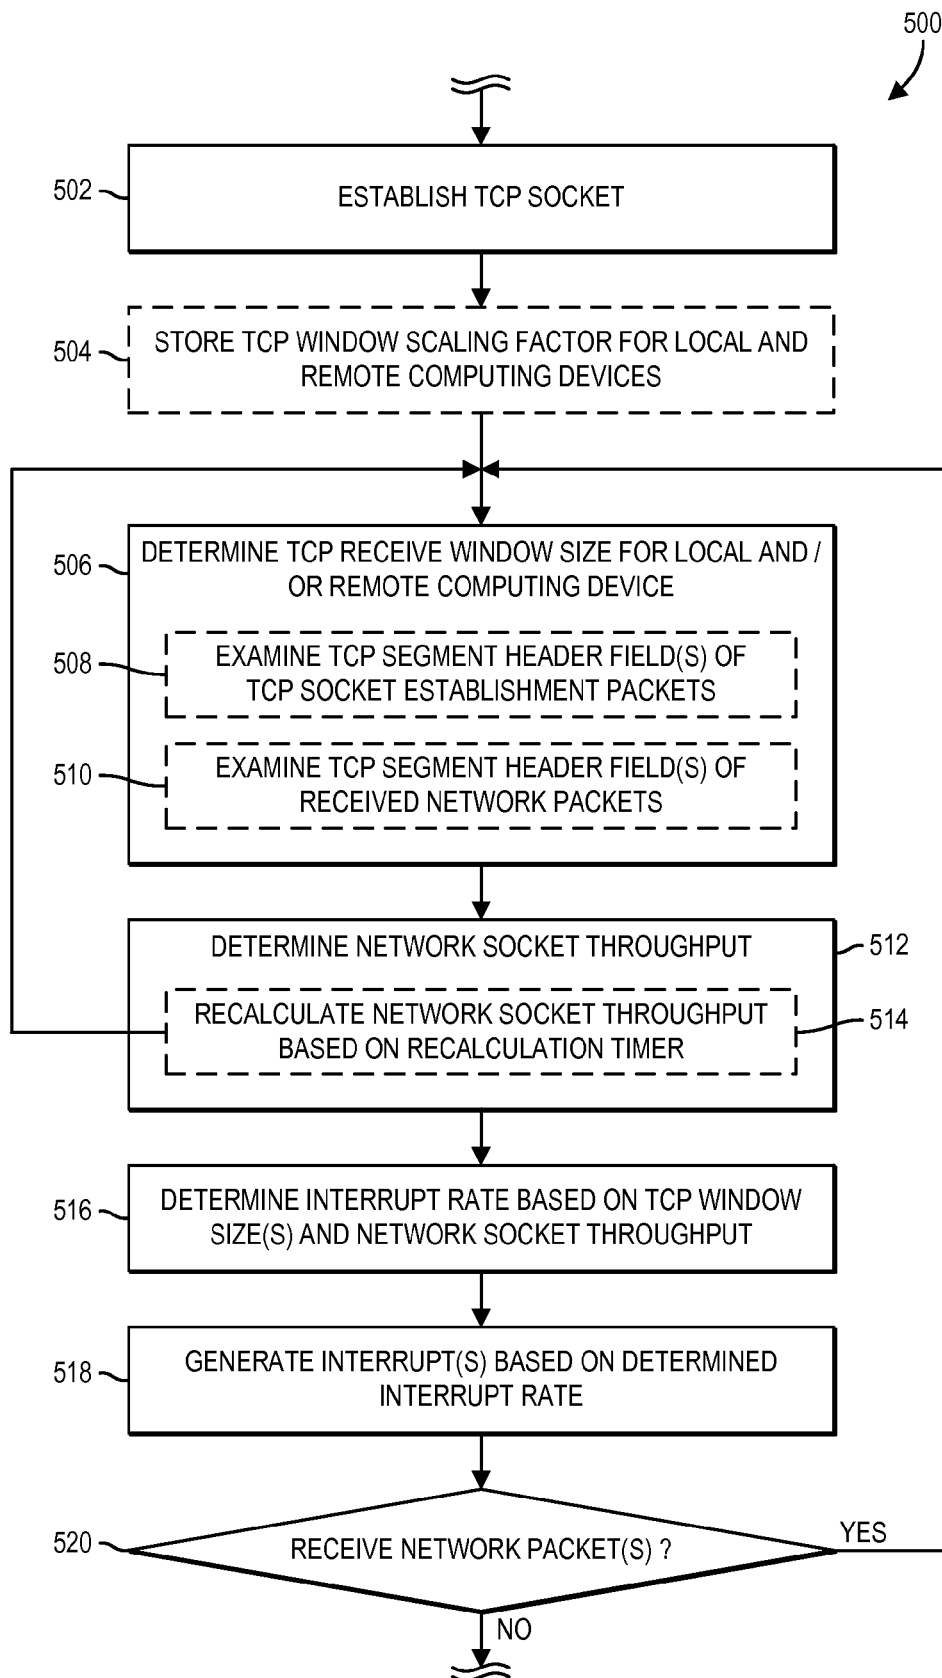 500
502
ESTABLISH TCP SOCKET
504
STORE TCP WINDOW SCALING FACTOR FOR LOCAL AND
REMOTE COMPUTING DEVICES
506
DETERMINE TCP RECEIVE WINDOW SIZE FOR LOCAL AND /
OR REMOTE COMPUTING DEVICE
508
EXAMINE TCP SEGMENT HEADER FIELD(S) OF
TCP SOCKET ESTABLISHMENT PACKETS
510
EXAMINE TCP SEGMENT HEADER FIELD(S) OF
RECEIVED NETWORK PACKETS
DETERMINE NETWORK SOCKET THROUGHPUT
512
RECALCULATE NETWORK SOCKET THROUGHPUT
BASED ON RECALCULATION TIMER
514
516
DETERMINE INTERRUPT RATE BASED ON TCP WINDOW
SIZE(S) AND NETWORK SOCKET THROUGHPUT
518
GENERATE INTERRUPT(S) BASED ON DETERMINED
INTERRUPT RATE
520
RECEIVE NETWORK PACKET(S) ?
YES
NO